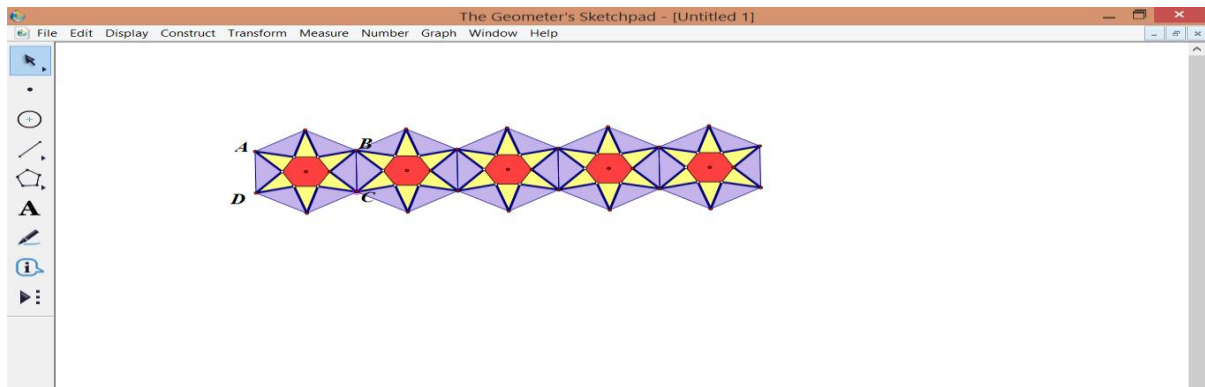 The Geometer's Sketchpad - [Untitled 1]
File Edit Display Construct Transform Measure Number Graph Window Help
A B
D C
A